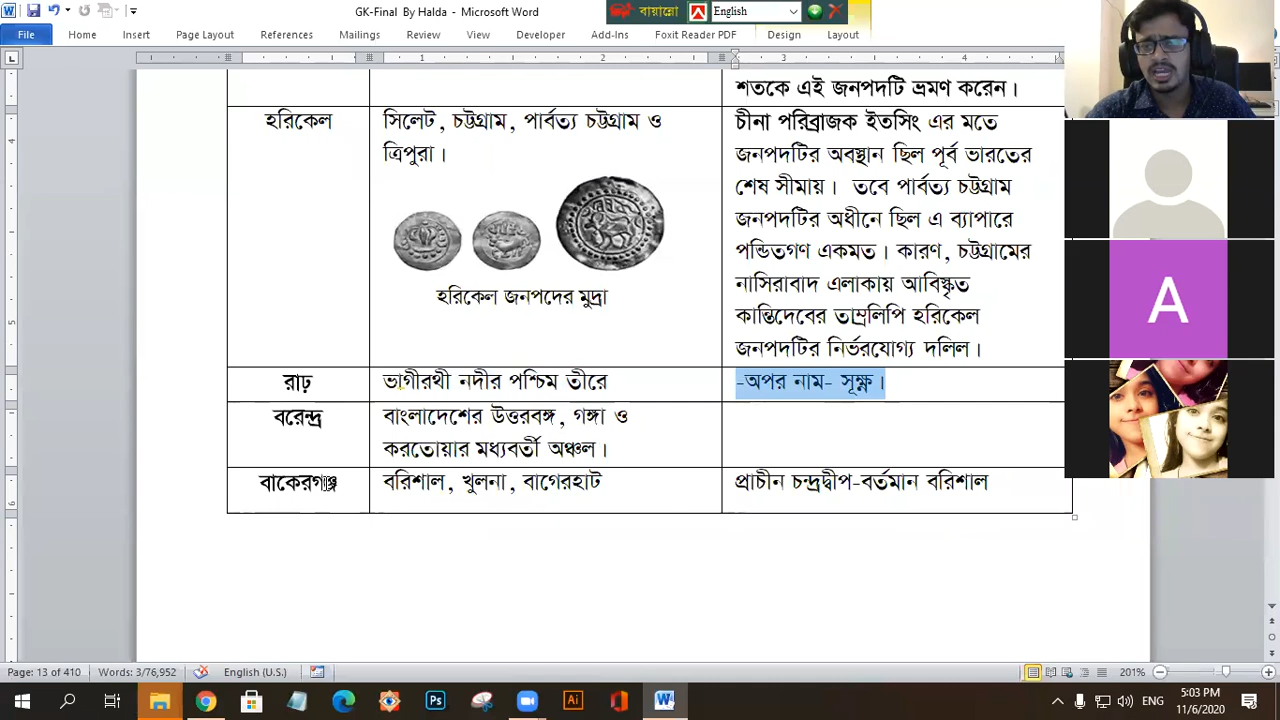 GK-Final By Halda - Microsoft Word
বায়ান্নো English
File Home Insert Page Layout References Mailings Review View Developer Add-Ins Foxit Reader PDF Design Layout
শতকে এই জনপদটি ভ্রমণ করেন।
হরিকেল
সিলেট, চট্টগ্রাম, পার্বত্য চট্টগ্রাম ও
ত্রিপুরা।
হরিকেল জনপদের মুদ্রা
চীনা পরিব্রাজক ইতসিং এর মতে
জনপদটির অবস্থান ছিল পূর্ব ভারতের
শেষ সীমায়। তবে পার্বত্য চট্টগ্রাম
জনপদটির অধীনে ছিল এ ব্যাপারে
পন্ডিতগণ একমত। কারণ, চট্টগ্রামের
নাসিরাবাদ এলাকায় আবিষ্কৃত
কান্তিদেবের তাম্রলিপি হরিকেল
জনপদটির নির্ভরযোগ্য দলিল।
রাঢ়
ভাগীরথী নদীর পশ্চিম তীরে
-অপর নাম- সূক্ষ্ণ।
বরেন্দ্র
বাংলাদেশের উত্তরবঙ্গ, গঙ্গা ও
করতোয়ার মধ্যবর্তী অঞ্চল।
বাকেরগঞ্জ
বরিশাল, খুলনা, বাগেরহাট
প্রাচীন চন্দ্রদ্বীপ-বর্তমান বরিশাল
A
Page: 13 of 410 Words: 3/76,952 English (U.S.) 201%
ENG 5:03 PM
11/6/2020